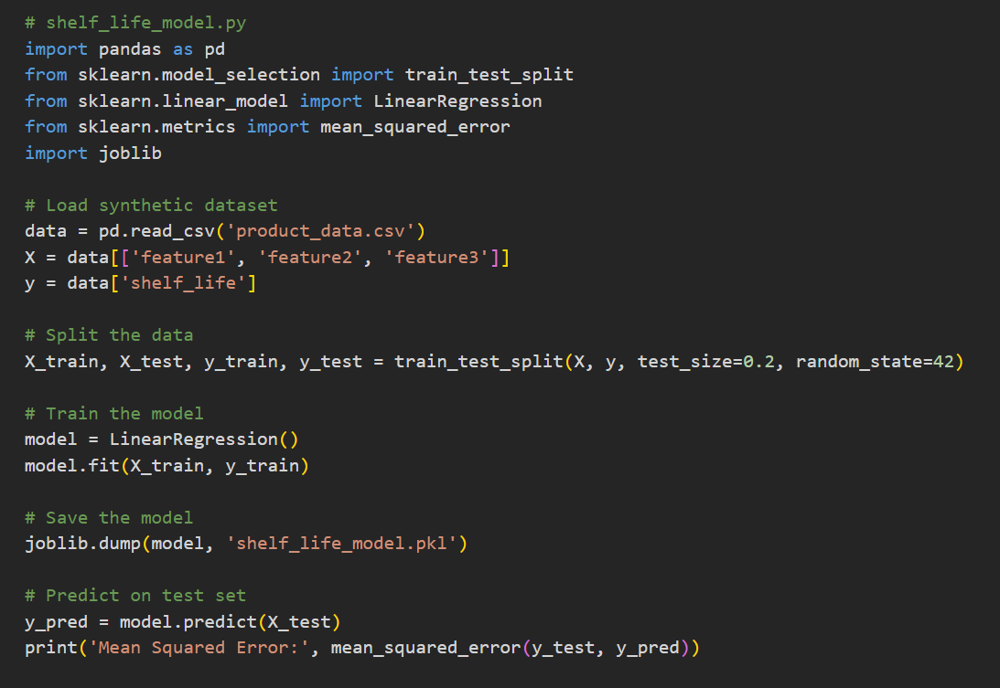 # shelf_life_model.py
import pandas as pd
from sklearn.model_selection import train_test_split
from sklearn.linear_model import LinearRegression
from sklearn.metrics import mean_squared_error
import joblib

# Load synthetic dataset
data = pd.read_csv('product_data.csv')
X = data[['feature1', 'feature2', 'feature3']]
y = data['shelf_life']

# Split the data
X_train, X_test, y_train, y_test = train_test_split(X, y, test_size=0.2, random_state=42)

# Train the model
model = LinearRegression()
model.fit(X_train, y_train)

# Save the model
joblib.dump(model, 'shelf_life_model.pkl')

# Predict on test set
y_pred = model.predict(X_test)
print('Mean Squared Error:', mean_squared_error(y_test, y_pred))